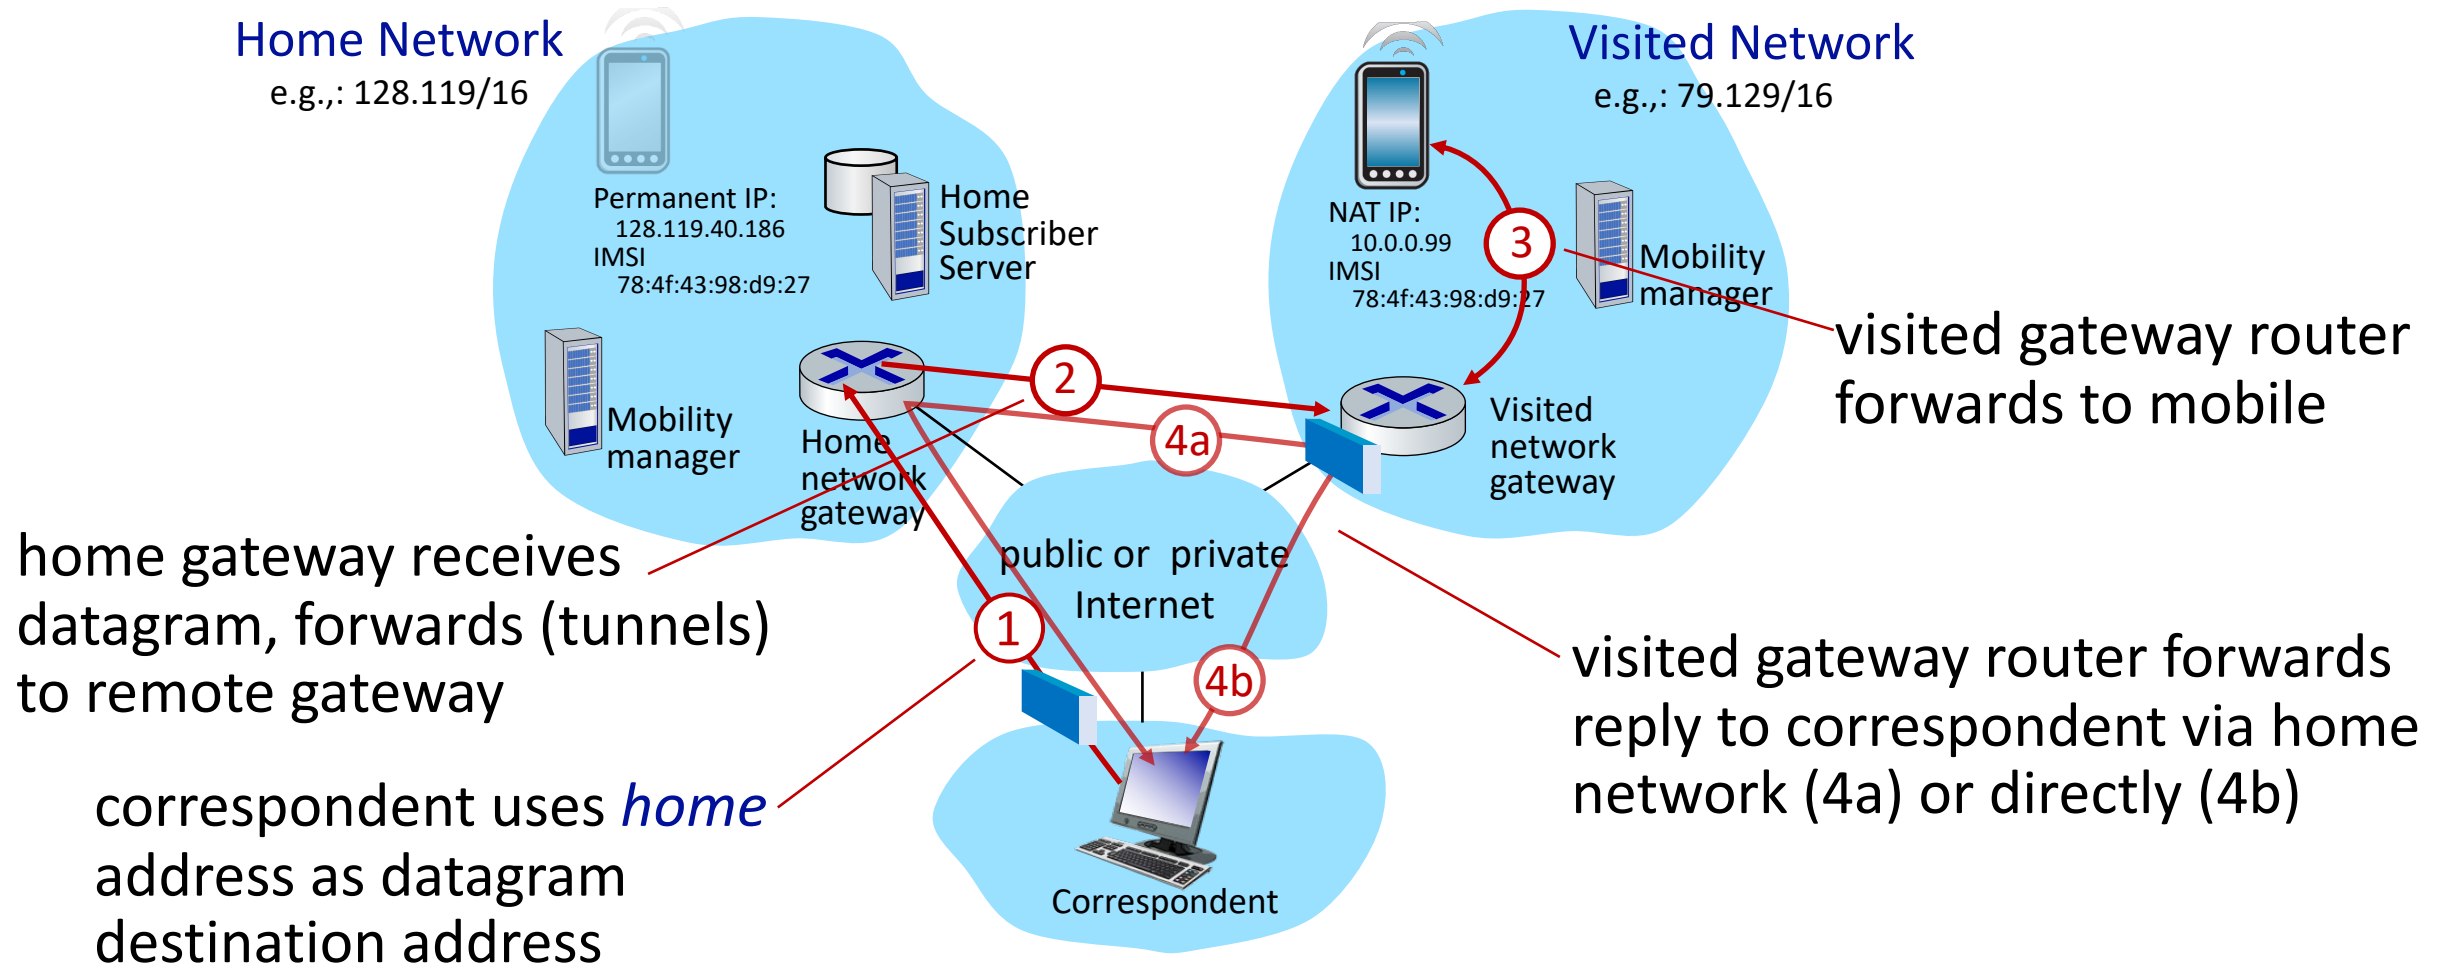 Home Network
e.g.,: 128.119/16
Visited Network
e.g.,: 79.129/16
Permanent IP:
128.119.40.186
IMSI
78:4f:43:98:d9:27
Home
Subscriber
Server
NAT IP:
10.0.0.99
IMSI
78:4f:43:98:d9:27
3
Mobility
manager
visited gateway router
forwards to mobile
Mobility
manager
Home
network
gateway
2
4a
Visited
network
gateway
home gateway receives
datagram, forwards (tunnels)
to remote gateway
public or private
Internet
1
4b
visited gateway router forwards
reply to correspondent via home
network (4a) or directly (4b)
correspondent uses home
address as datagram
destination address
Correspondent